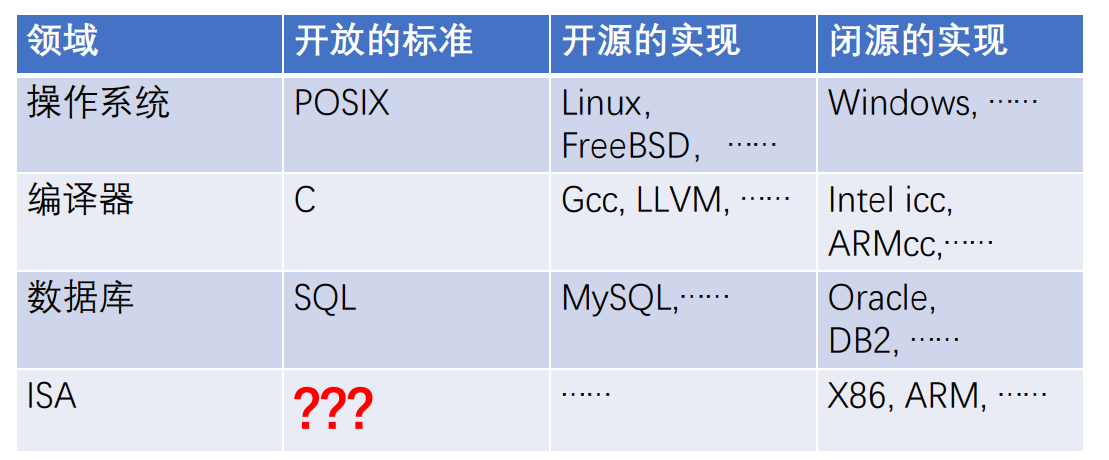 领域 开放的标准 开源的实现 闭源的实现
操作系统 POSIX Linux, Windows, ……
FreeBSD, ……
编译器 C Gcc, LLVM, …… Intel icc,
ARMcc,……
数据库 SQL MySQL,…… Oracle,
DB2, ……
ISA ??? …… X86, ARM, ……